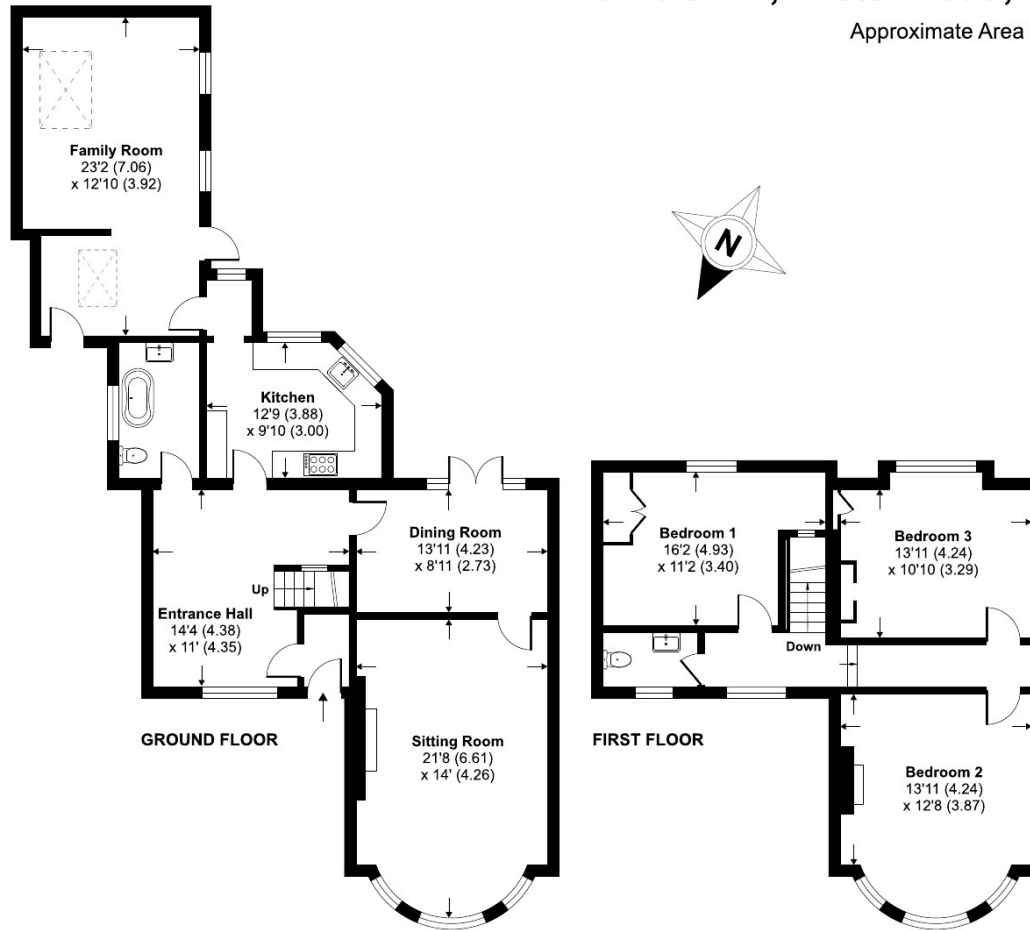 Approximate Area
Family Room
23'2 (7.06)
x 12'10 (3.92)
N
Kitchen
12'9 (3.88)
x 9'10 (3.00)
Dining Room
13'11 (4.23)
x 8'11 (2.73)
Up
Entrance Hall
14'4 (4.38)
x 11' (4.35)
Sitting Room
21'8 (6.61)
x 14' (4.26)
GROUND FLOOR
Bedroom 1
16'2 (4.93)
x 11'2 (3.40)
Bedroom 3
13'11 (4.24)
x 10'10 (3.29)
Down
Bedroom 2
13'11 (4.24)
x 12'8 (3.87)
FIRST FLOOR